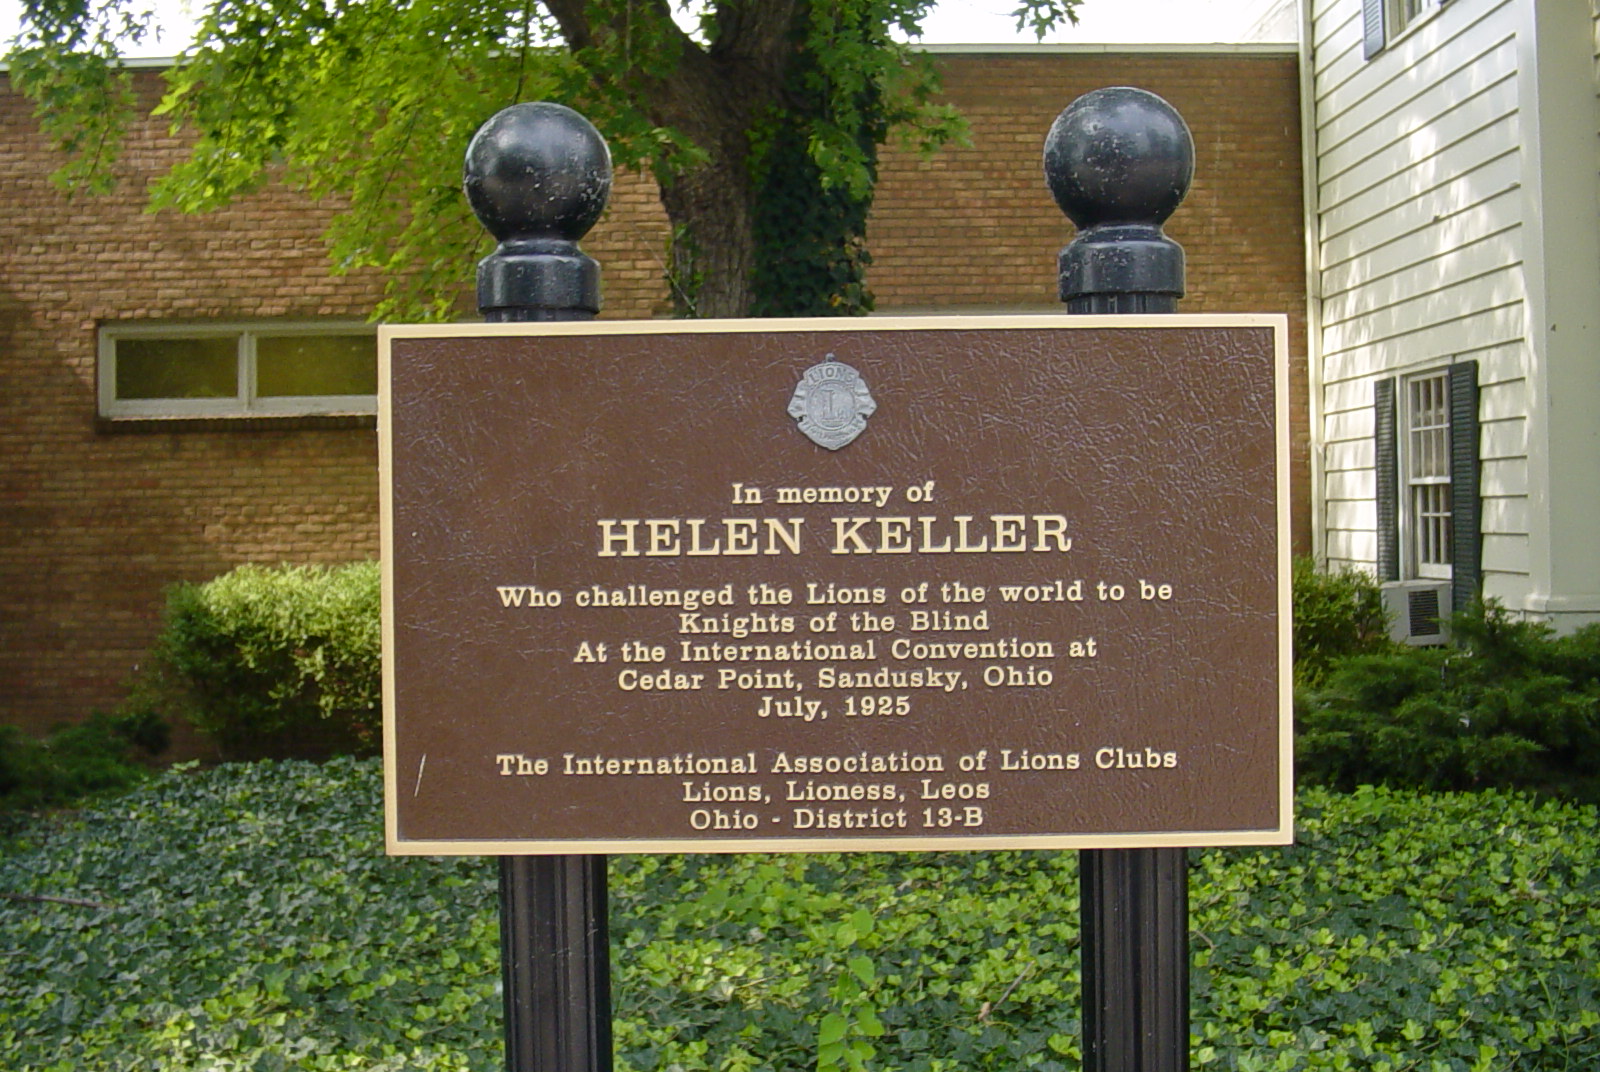 LIONS
L
In memory of
HELEN KELLER
Who challenged the Lions of the world to be
Knights of the Blind
At the International Convention at
Cedar Point, Sandusky, Ohio
July, 1925
The International Association of Lions Clubs
Lions, Lioness, Leos
Ohio - District 13-B